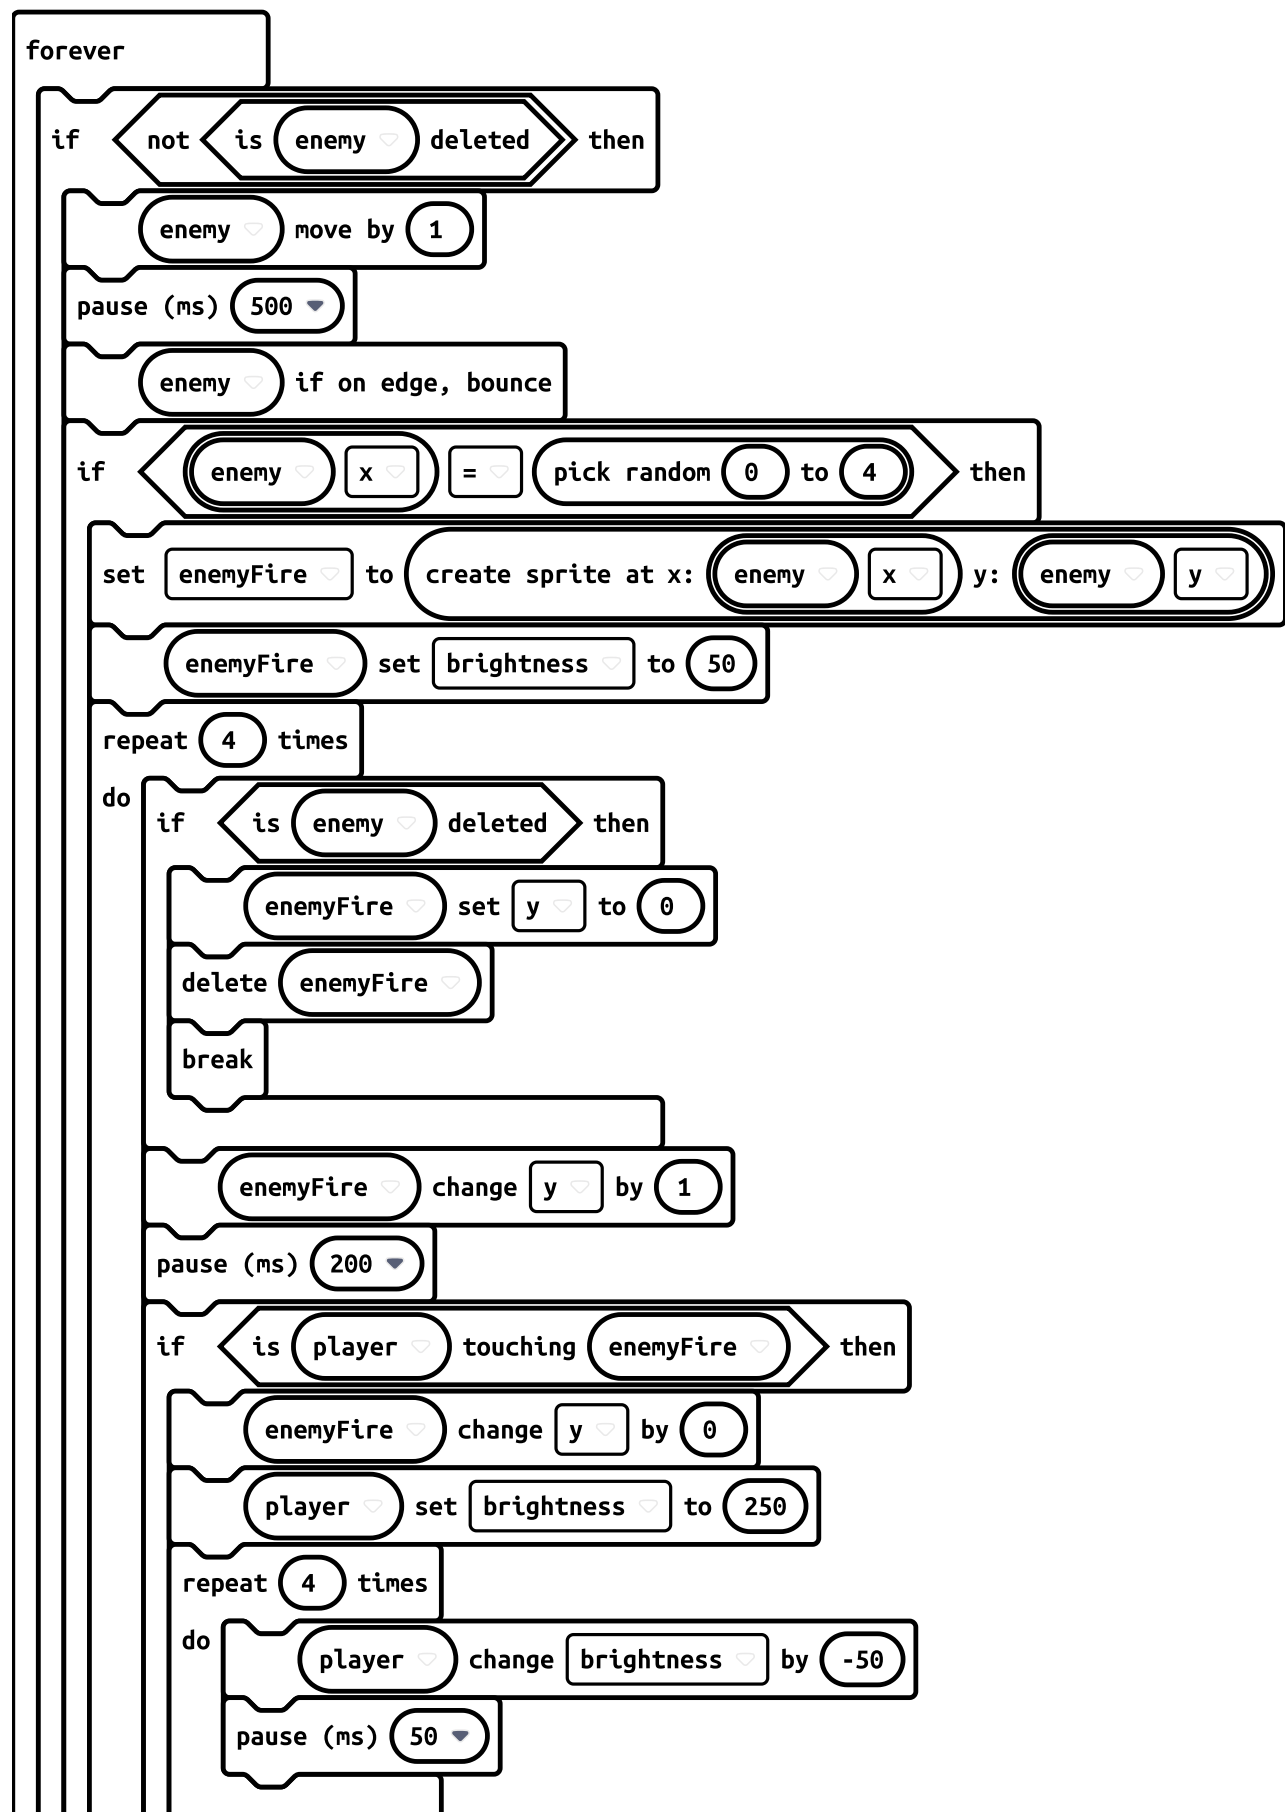 forever
if not is enemy deleted then
enemy move by 1
pause (ms) 500
enemy if on edge, bounce
if enemy x = pick random 0 to 4 then
set enemyFire to create sprite at x: enemy x y: enemy y
enemyFire set brightness to 50
repeat 4 times
do
if is enemy deleted then
enemyFire set y to 0
delete enemyFire
break
enemyFire change y by 1
pause (ms) 200
if is player touching enemyFire then
enemyFire change y by 0
player set brightness to 250
repeat 4 times
do
player change brightness by -50
pause (ms) 50